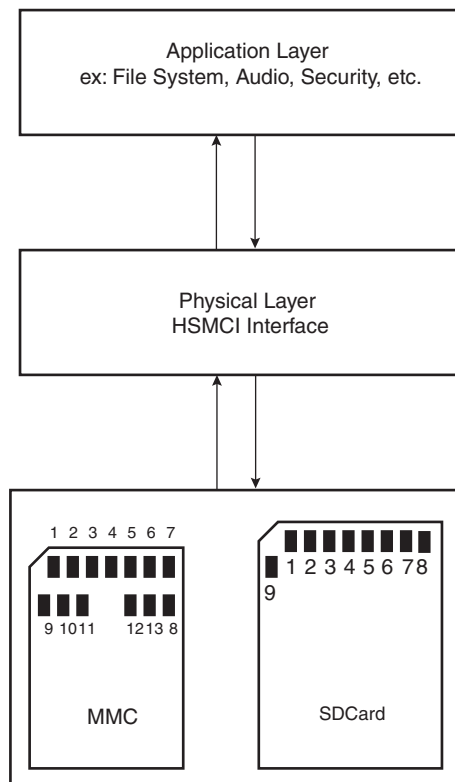 Application Layer
ex: File System, Audio, Security, etc.
Physical Layer
HSMCI Interface
1 2 3 4 5 6 7
9 10 11 12 13 8
MMC
1 2 3 4 5 6 7 8
9
SDCard